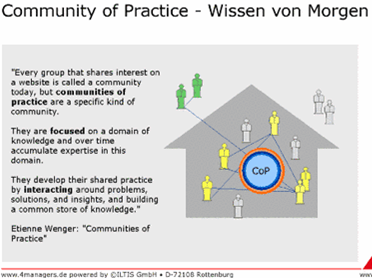 Community of Practice - Wissen von Morgen
"Every group that shares interest on
a website is called a community
today, but communities of
practice are a specific kind of
community.
They are focused on a domain of
knowledge and over time
accumulate expertise in this
domain.
They develop their shared practice
by interacting around problems,
solutions, and insights, and building
a common store of knowledge."
Etienne Wenger: "Communities of
Practice"
CoP
www.4managers.de powered by ©ILTIS GmbH • D-72108 Rottenburg